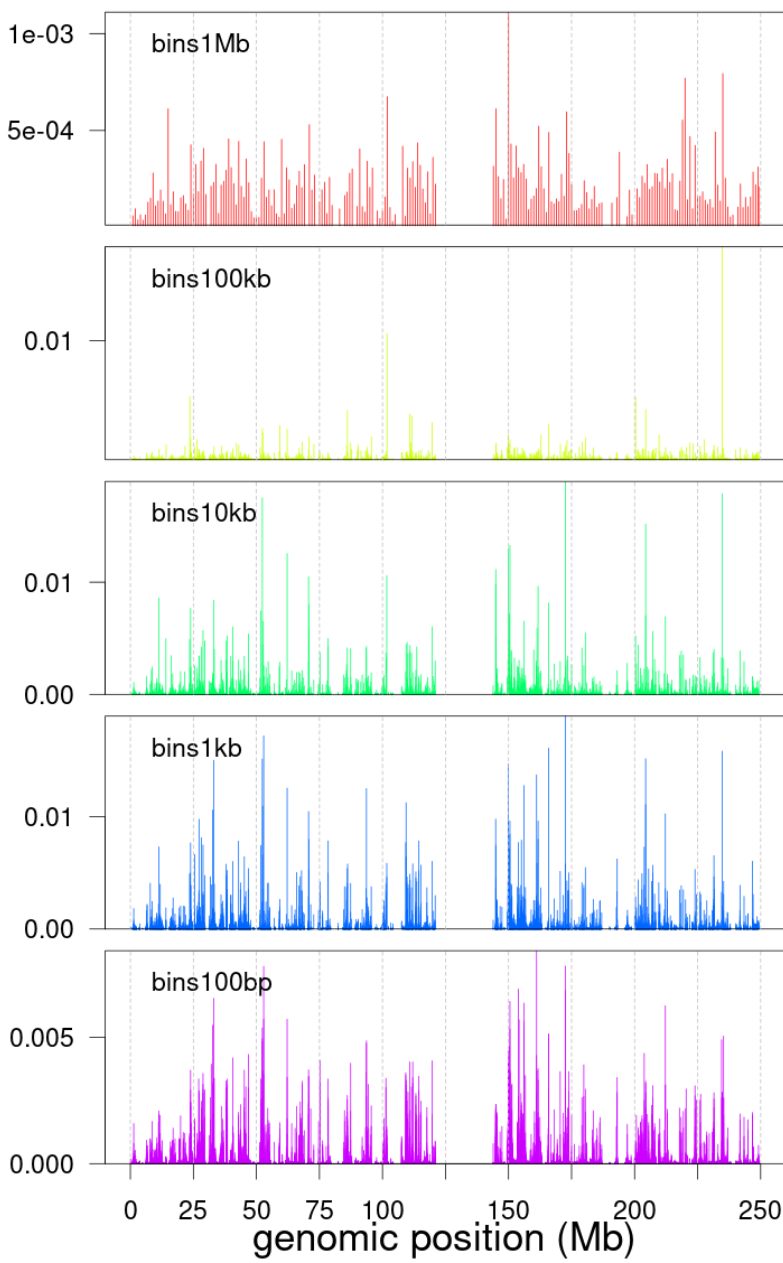 1e-03
bins1Mb
5e-04
bins100kb
0.01
bins10kb
0.01
0.00
bins1kb
0.01
0.00
bins100bp
0.005
0.000
0 25 50 75 100 150 175 200 250
genomic position (Mb)